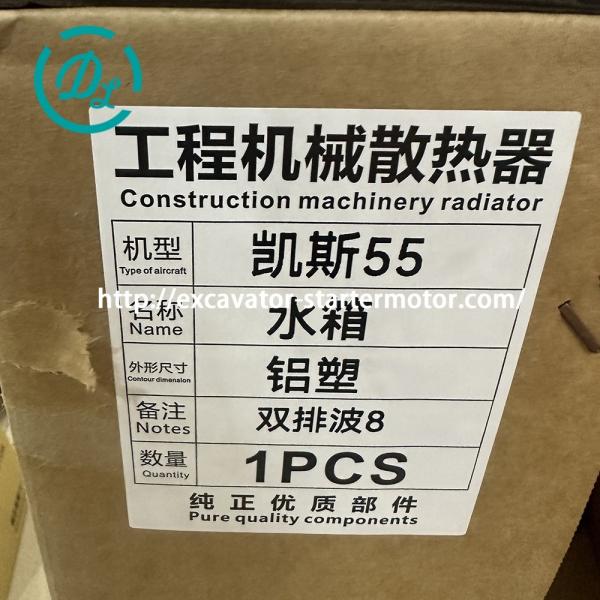 DL
工程机械散热器
Construction machinery radiator
机型 凯斯55
Type of aircraft
http://excavator-startermotor.com/
名称 水箱
Name
外形尺寸 铝塑
Contour dimension
备注 双排波8
Notes
数量 1PCS
Quantity
纯正优质部件
Pure quality components